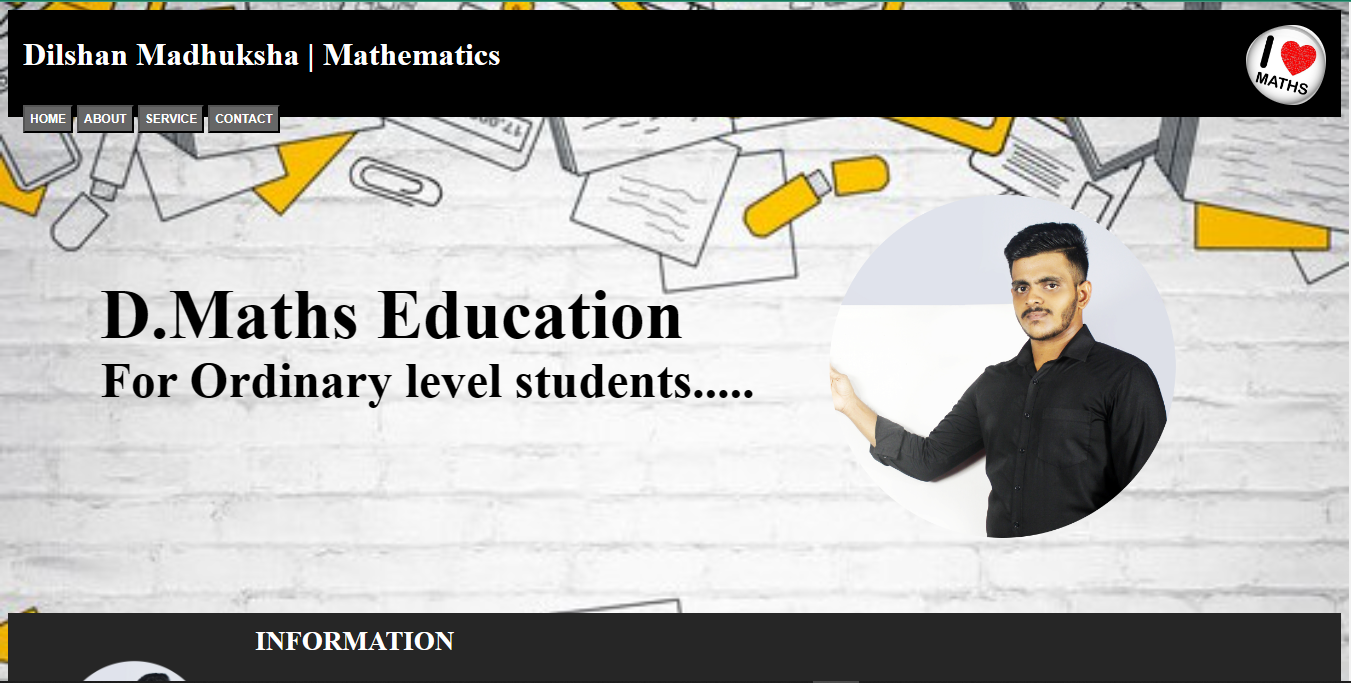 Dilshan Madhuksha | Mathematics
I
MATHS
HOME ABOUT SERVICE CONTACT
D.Maths Education
For Ordinary level students.....
INFORMATION